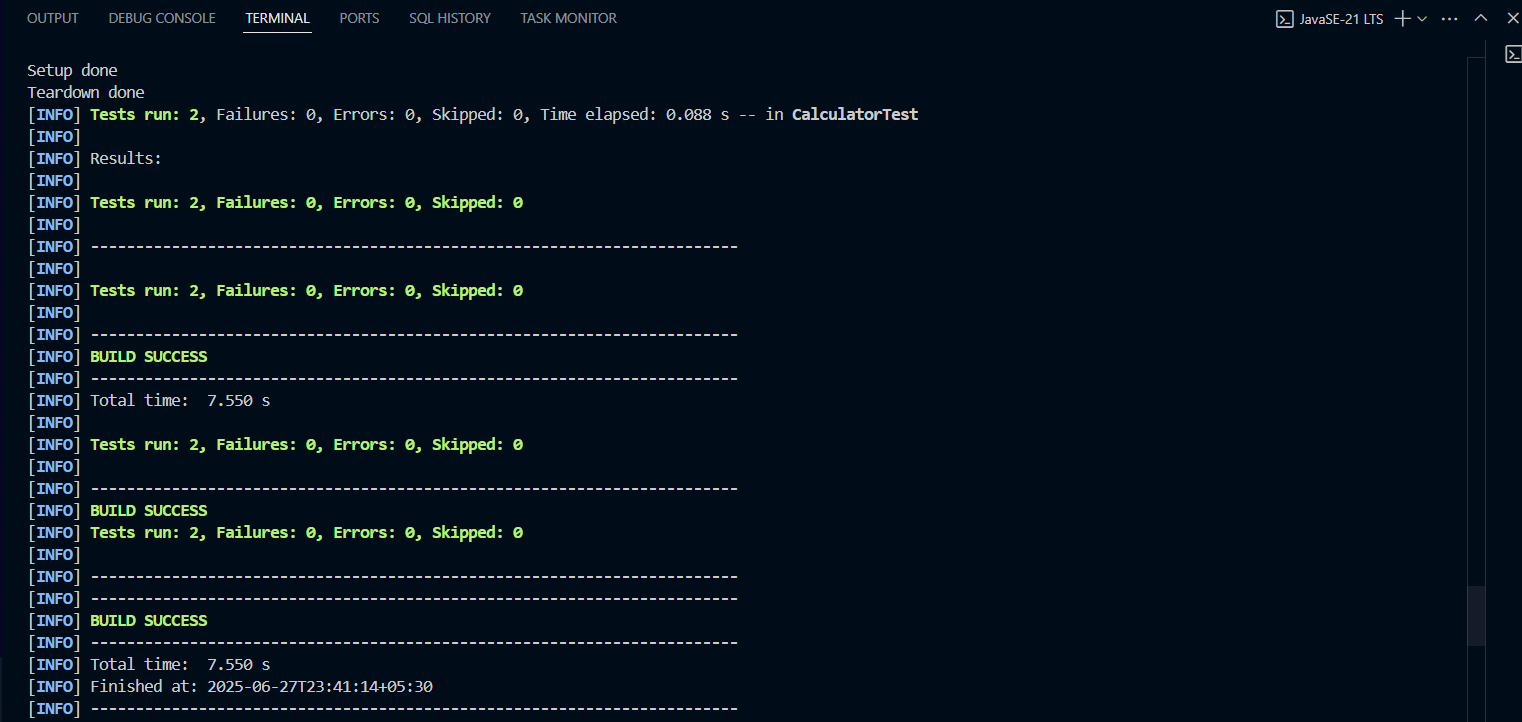 OUTPUT DEBUG CONSOLE TERMINAL PORTS SQL HISTORY TASK MONITOR JavaSE-21 LTS
Setup done
Teardown done
[INFO] Tests run: 2, Failures: 0, Errors: 0, Skipped: 0, Time elapsed: 0.088 s -- in CalculatorTest
[INFO]
[INFO] Results:
[INFO]
[INFO] Tests run: 2, Failures: 0, Errors: 0, Skipped: 0
[INFO]
[INFO] ------------------------------------------------------------------------
[INFO]
[INFO] Tests run: 2, Failures: 0, Errors: 0, Skipped: 0
[INFO]
[INFO] ------------------------------------------------------------------------
[INFO] BUILD SUCCESS
[INFO] ------------------------------------------------------------------------
[INFO] Total time:  7.550 s
[INFO]
[INFO] Tests run: 2, Failures: 0, Errors: 0, Skipped: 0
[INFO]
[INFO] ------------------------------------------------------------------------
[INFO] BUILD SUCCESS
[INFO] Tests run: 2, Failures: 0, Errors: 0, Skipped: 0
[INFO]
[INFO] ------------------------------------------------------------------------
[INFO] ------------------------------------------------------------------------
[INFO] BUILD SUCCESS
[INFO] ------------------------------------------------------------------------
[INFO] Total time:  7.550 s
[INFO] Finished at: 2025-06-27T23:41:14+05:30
[INFO] ------------------------------------------------------------------------